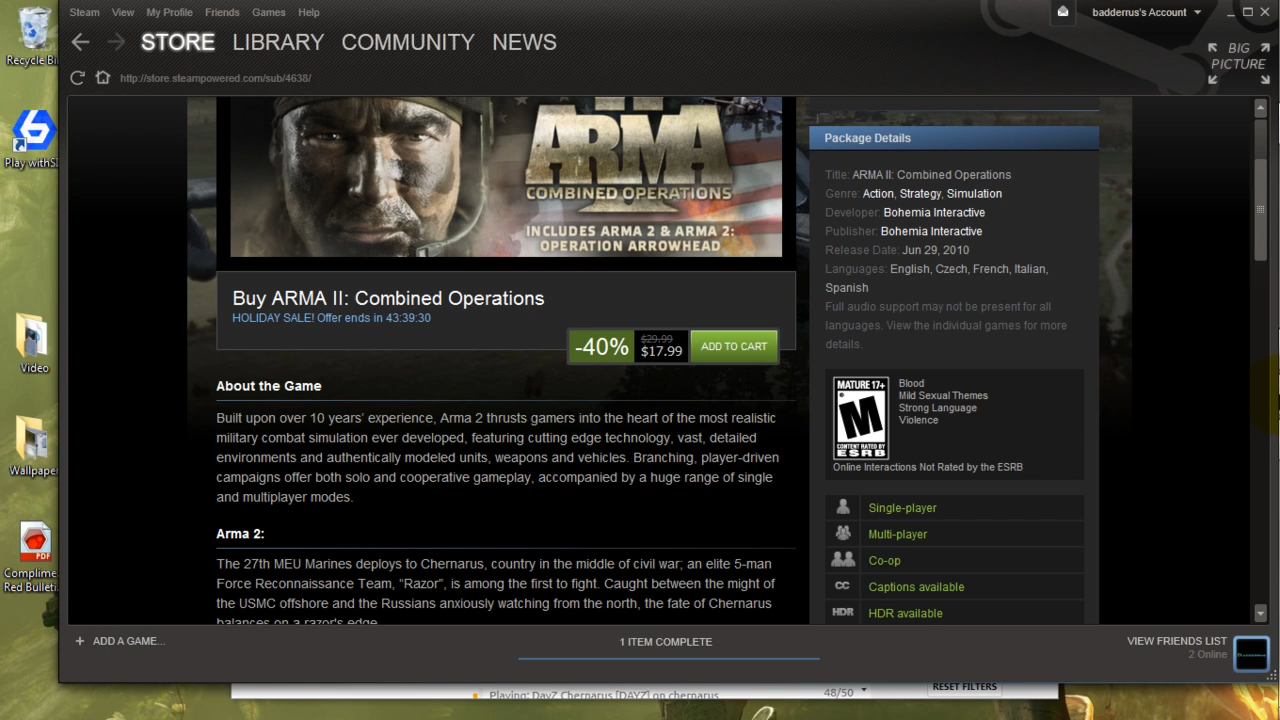 Steam View My Profile Friends Games Help
badderrus's Account
STORE LIBRARY COMMUNITY NEWS
BIG PICTURE
http://store.steampowered.com/sub/4638/
Recycle Bi
Play withSI
Video
Wallpape
PDF
Complime
Red Bulleti
ARMA
COMBINED OPERATIONS
INCLUDES ARMA 2 & ARMA 2:
OPERATION ARROWHEAD
Buy ARMA II: Combined Operations
HOLIDAY SALE! Offer ends in 43:39:30
-40% $29.99 $17.99 ADD TO CART
About the Game
Built upon over 10 years' experience, Arma 2 thrusts gamers into the heart of the most realistic
military combat simulation ever developed, featuring cutting edge technology, vast, detailed
environments and authentically modeled units, weapons and vehicles. Branching, player-driven
campaigns offer both solo and cooperative gameplay, accompanied by a huge range of single
and multiplayer modes.
Arma 2:
The 27th MEU Marines deploys to Chernarus, country in the middle of civil war; an elite 5-man
Force Reconnaissance Team, "Razor", is among the first to fight. Caught between the might of
the USMC offshore and the Russians anxiously watching from the north, the fate of Chernarus
balances on a razor's edge
Package Details
Title: ARMA II: Combined Operations
Genre: Action, Strategy, Simulation
Developer: Bohemia Interactive
Publisher: Bohemia Interactive
Release Date: Jun 29, 2010
Languages: English, Czech, French, Italian,
Spanish
Full audio support may not be present for all
languages. View the individual games for more
details.
MATURE 17+
M
CONTENT RATED BY
ESRB
Blood
Mild Sexual Themes
Strong Language
Violence
Online Interactions Not Rated by the ESRB
Single-player
Multi-player
Co-op
CC Captions available
HDR HDR available
+ ADD A GAME...
1 ITEM COMPLETE
VIEW FRIENDS LIST
2 Online
Playing: DayZ Chernarus [DAYZ] on chernarus
48/50
RESET FILTERS